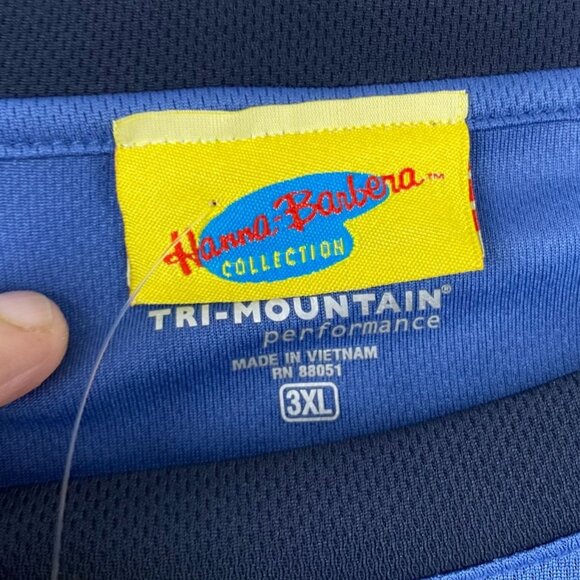 Hanna-Barbera™
COLLECTION
TRI-MOUNTAIN®
performance
MADE IN VIETNAM
RN 88051
3XL